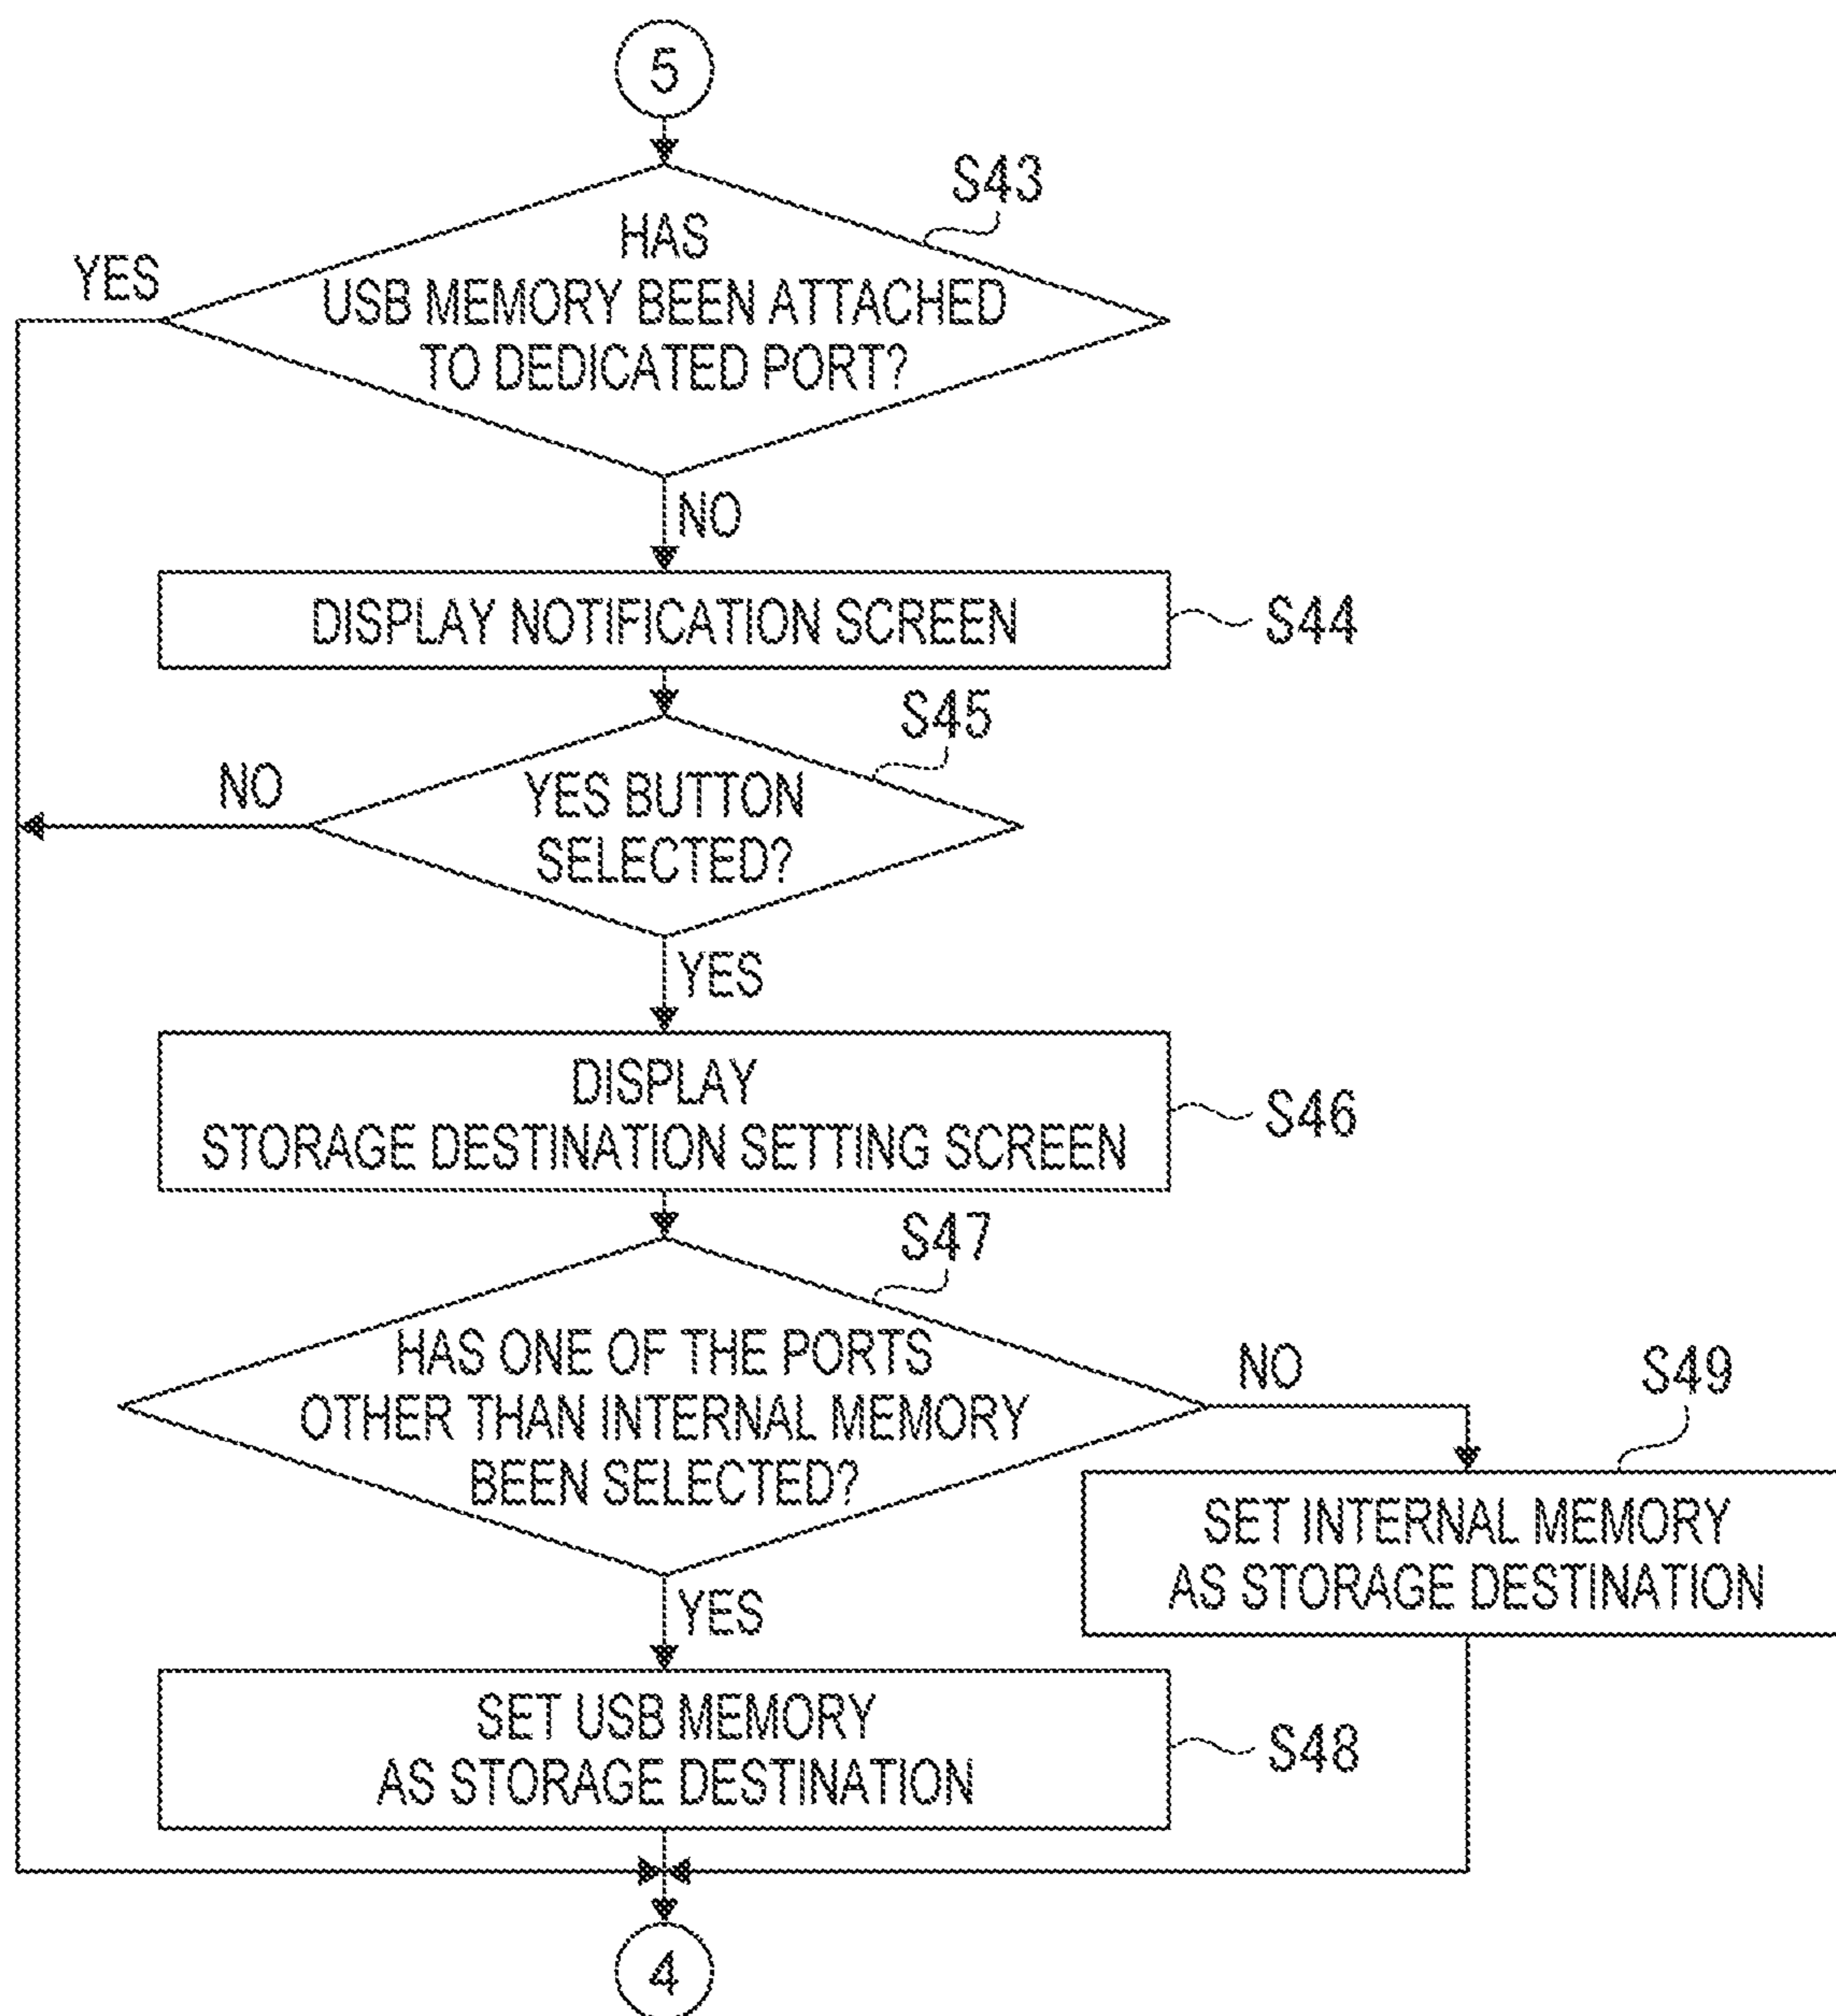 5
S43
HAS
YES
USB MEMORY BEEN ATTACHED
TO DEDICATED PORT?
NO
DISPLAY NOTIFICATION SCREEN
S44
S45
NO
YES BUTTON
SELECTED?
YES
DISPLAY
STORAGE DESTINATION SETTING SCREEN
S46
S47
HAS ONE OF THE PORTS
OTHER THAN INTERNAL MEMORY
BEEN SELECTED?
NO
S49
SET INTERNAL MEMORY
AS STORAGE DESTINATION
YES
SET USB MEMORY
AS STORAGE DESTINATION
S48
4